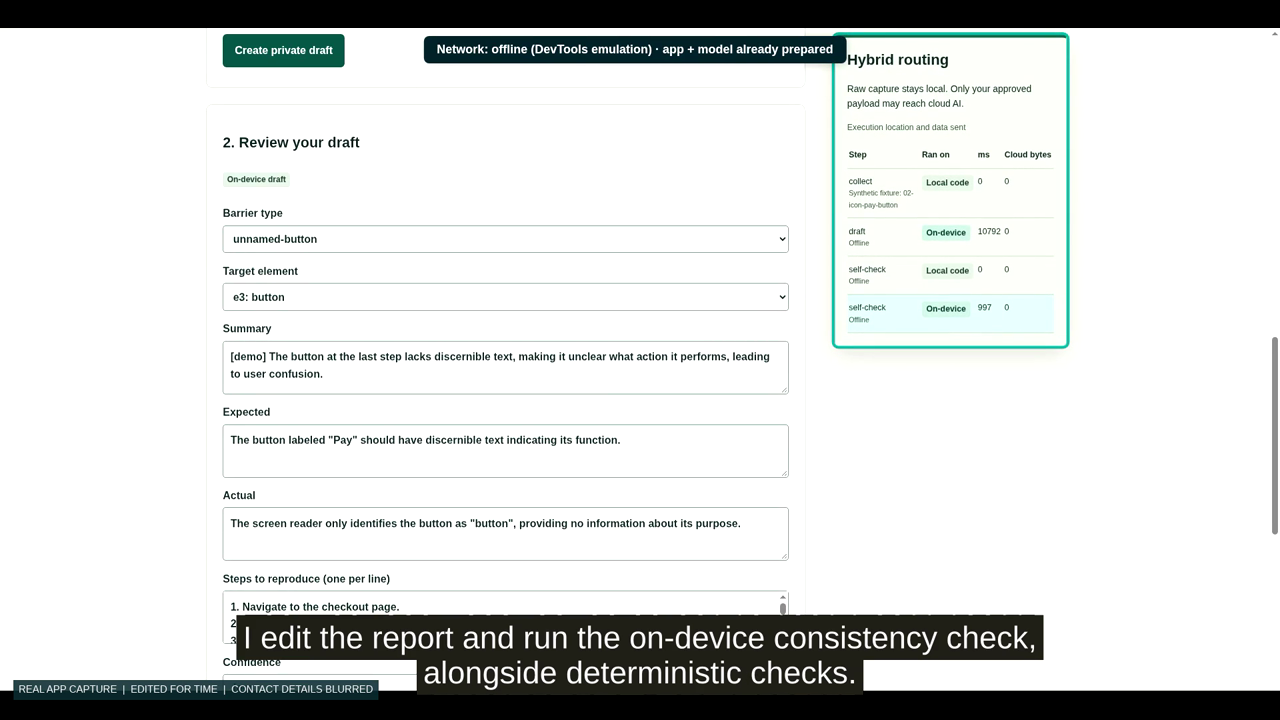 Create private draft
Network: offline (DevTools emulation) · app + model already prepared
2. Review your draft
On-device draft
Barrier type
unnamed-button
Target element
e3: button
Summary
[demo] The button at the last step lacks discernible text, making it unclear what action it performs, leading
to user confusion.
Expected
The button labeled "Pay" should have discernible text indicating its function.
Actual
The screen reader only identifies the button as "button", providing no information about its purpose.
Steps to reproduce (one per line)
1. Navigate to the checkout page.
Confidence
Hybrid routing
Raw capture stays local. Only your approved
payload may reach cloud AI.
Execution location and data sent
Step Ran on ms Cloud bytes
collect Local code 0 0
Synthetic fixture: 02-
icon-pay-button
draft On-device 10792 0
Offline
self-check Local code 0 0
Offline
self-check On-device 997 0
Offline
I edit the report and run the on-device consistency check,
alongside deterministic checks.
REAL APP CAPTURE | EDITED FOR TIME | CONTACT DETAILS BLURRED